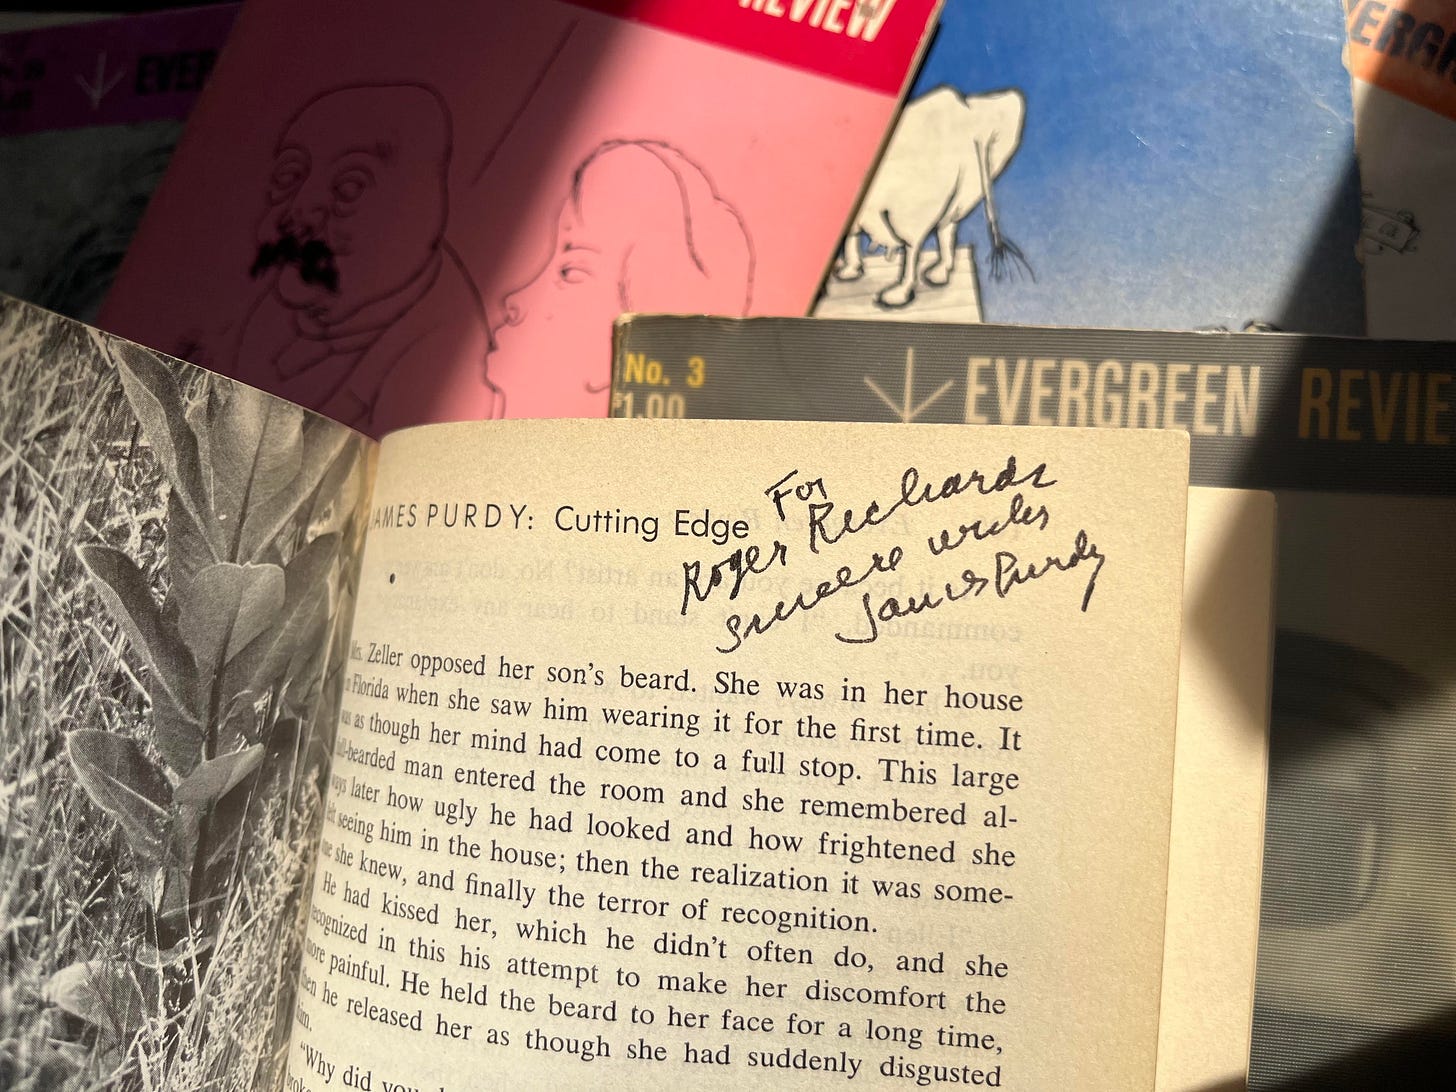 EVER
REVIEW
VERG
No. 3
$1.00
EVERGREEN REVIE
JAMES PURDY: Cutting Edge
For
Roger Richards
sincere wishes
James Purdy
Mrs. Zeller opposed her son's beard. She was in her house
Florida when she saw him wearing it for the first time. It
as though her mind had come to a full stop. This large
full-bearded man entered the room and she remembered al-
ways later how ugly he had looked and how frightened she
seeing him in the house; then the realization it was some-
she knew, and finally the terror of recognition.
He had kissed her, which he didn't often do, and she
recognized in this his attempt to make her discomfort the
more painful. He held the beard to her face for a long time,
then he released her as though she had suddenly disgusted
him.
"Why did you